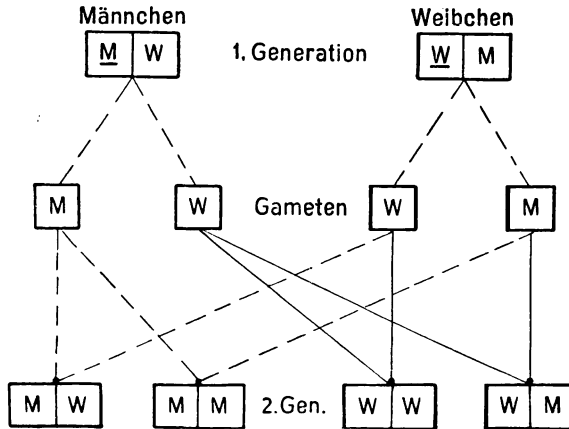 Männchen Weibchen
M W 1. Generation W M
M W Gameten W M
M W M M 2. Gen. W W W M